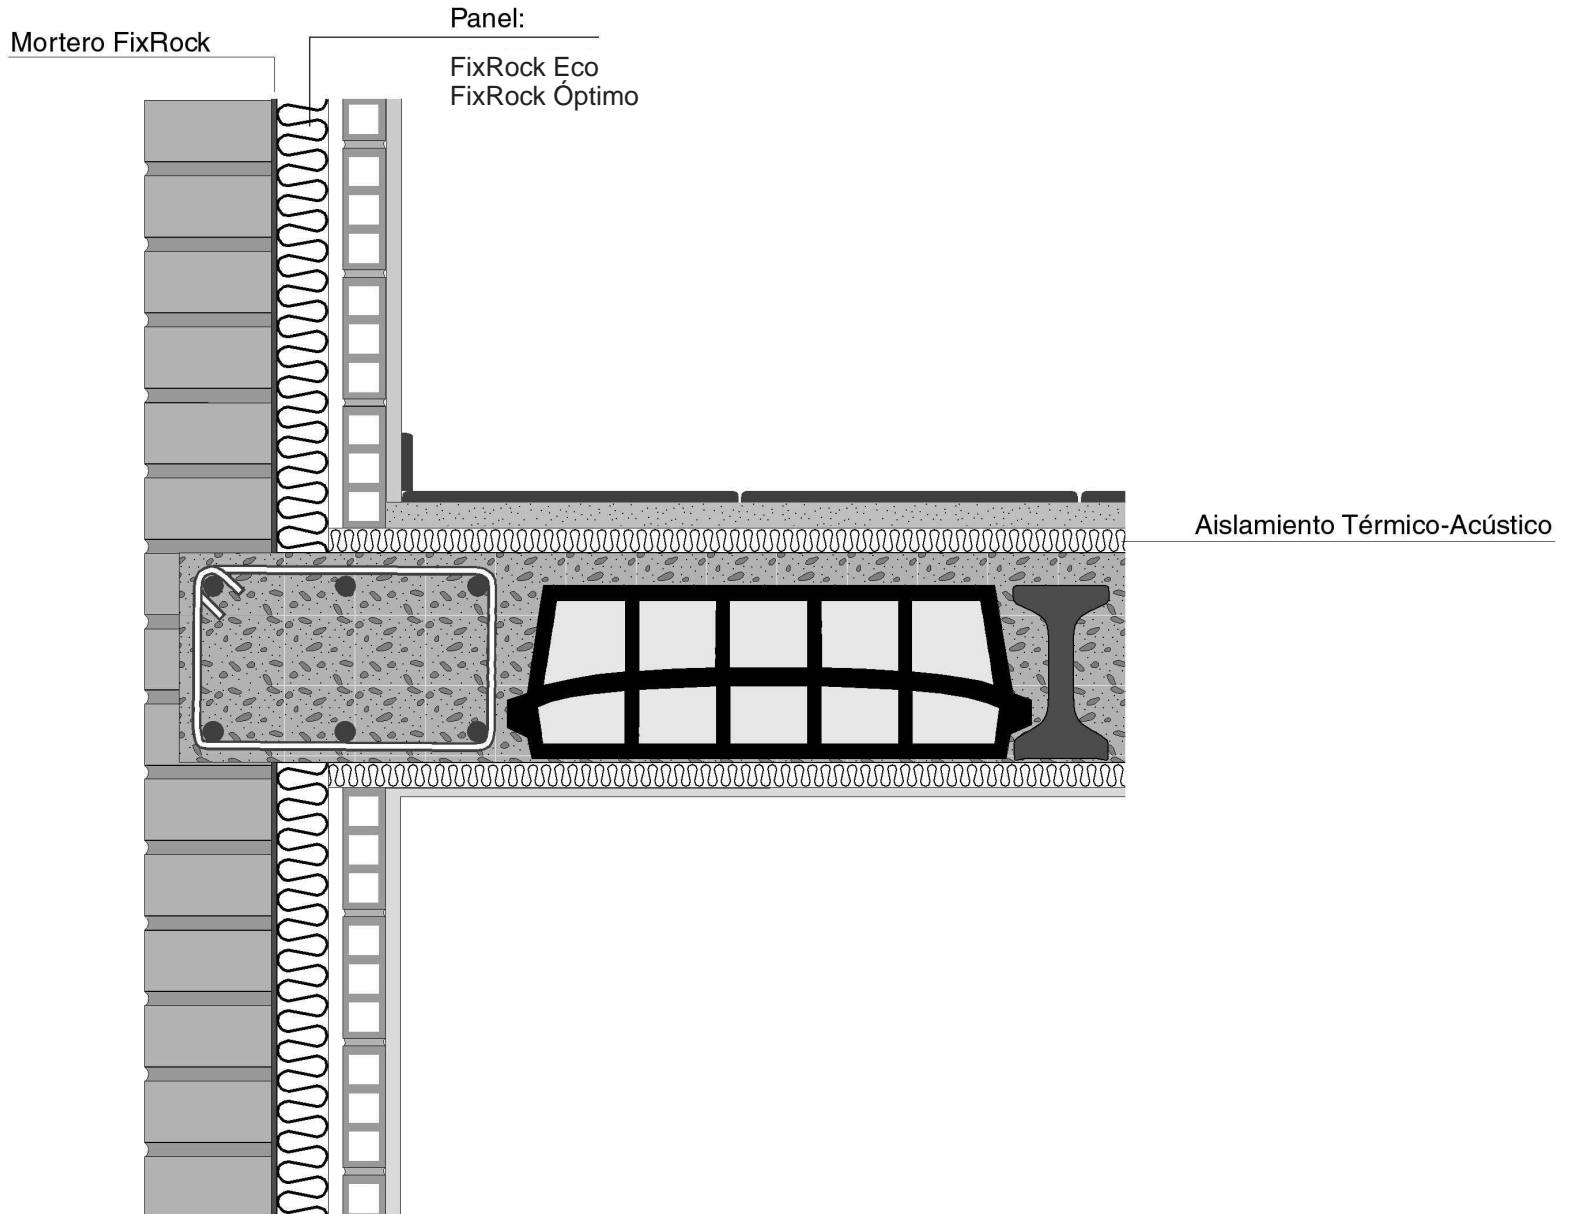 Panel:
Mortero FixRock
FixRock Eco
FixRock Óptimo
Aislamiento Térmico-Acústico